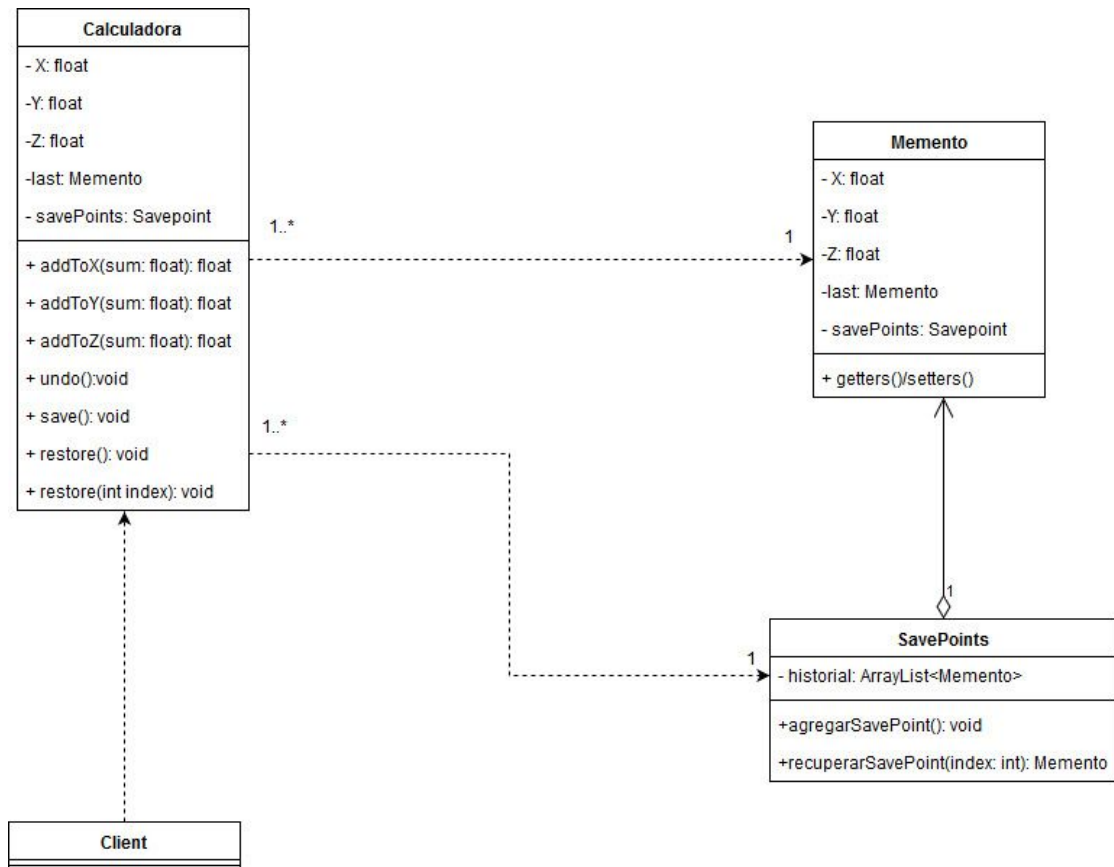 Calculadora
- X: float
-Y: float
-Z: float
-last: Memento
- savePoints: Savepoint
+ addToX(sum: float): float
+ addToY(sum: float): float
+ addToZ(sum: float): float
+ undo():void
+ save(): void
+ restore(): void
+ restore(int index): void
1..*
1
Memento
- X: float
-Y: float
-Z: float
-last: Memento
- savePoints: Savepoint
+ getters()/setters()
1..*
1
1
SavePoints
- historial: ArrayList<Memento>
+agregarSavePoint(): void
+recuperarSavePoint(index: int): Memento
Client